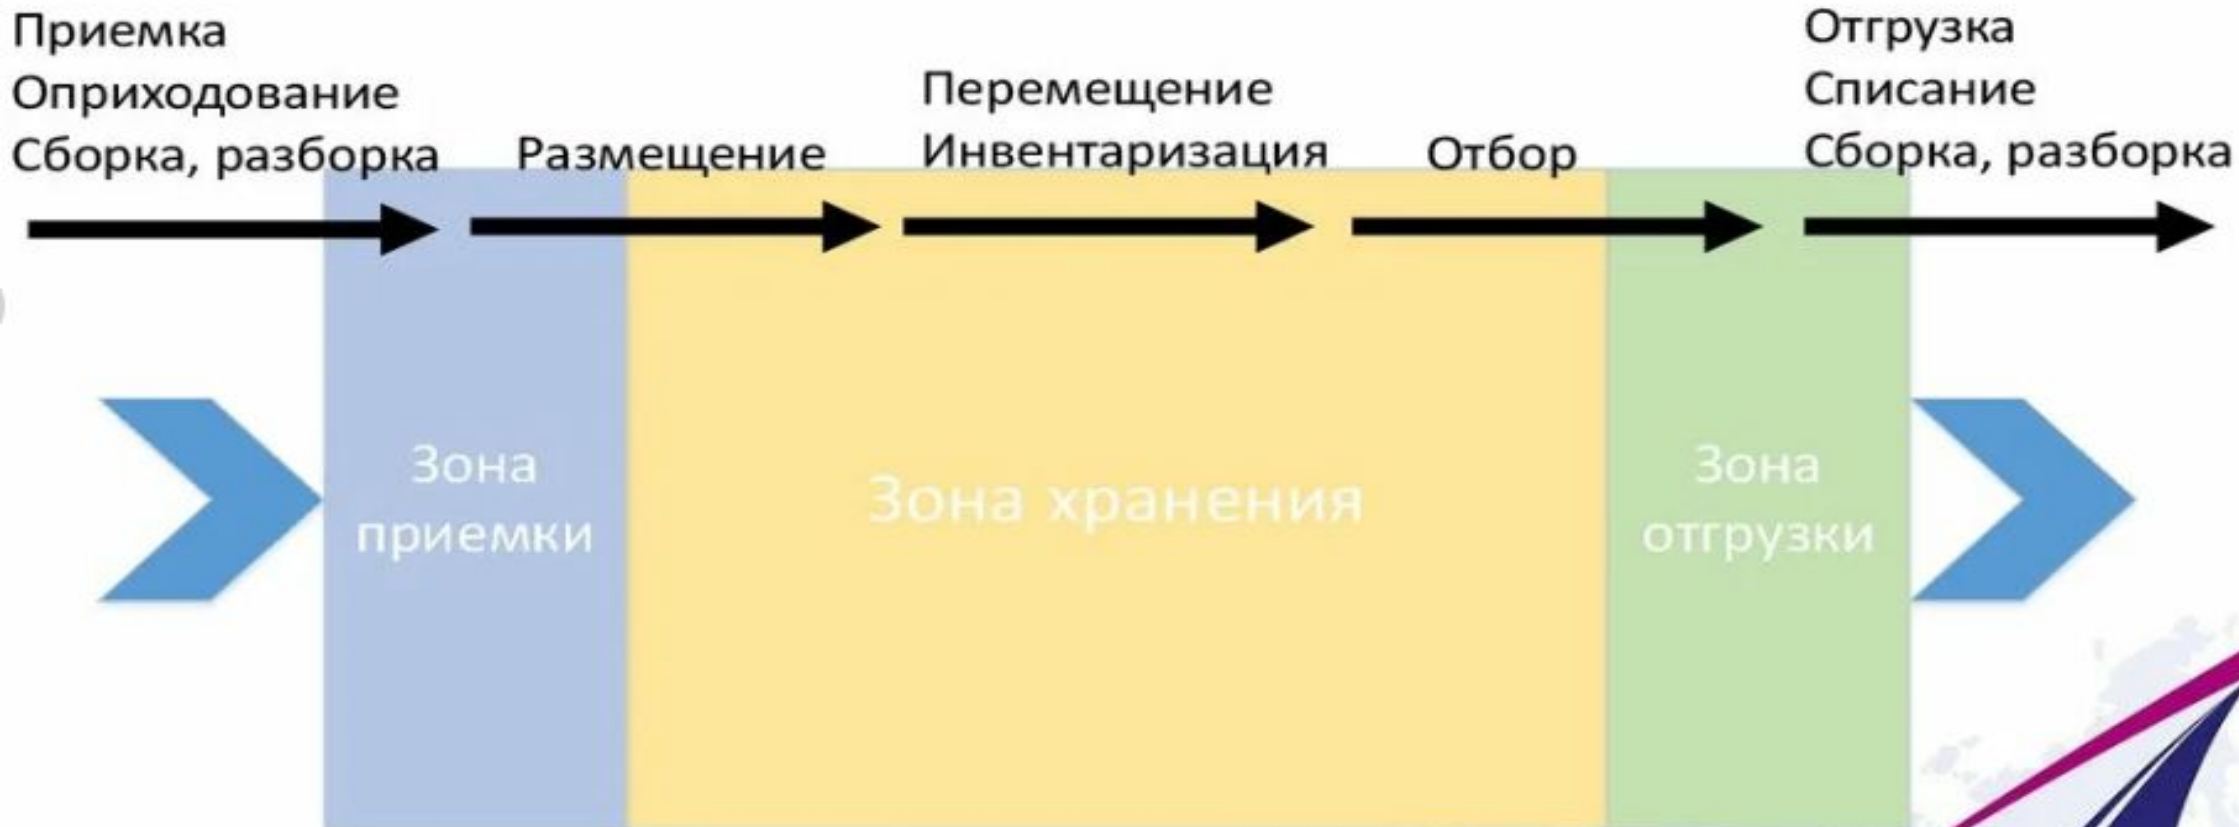 Приемка
Оприходование
Сборка, разборка
Размещение
Перемещение
Инвентаризация
Отбор
Отгрузка
Списание
Сборка, разборка
Зона
приемки
Зона хранения
Зона
отгрузки